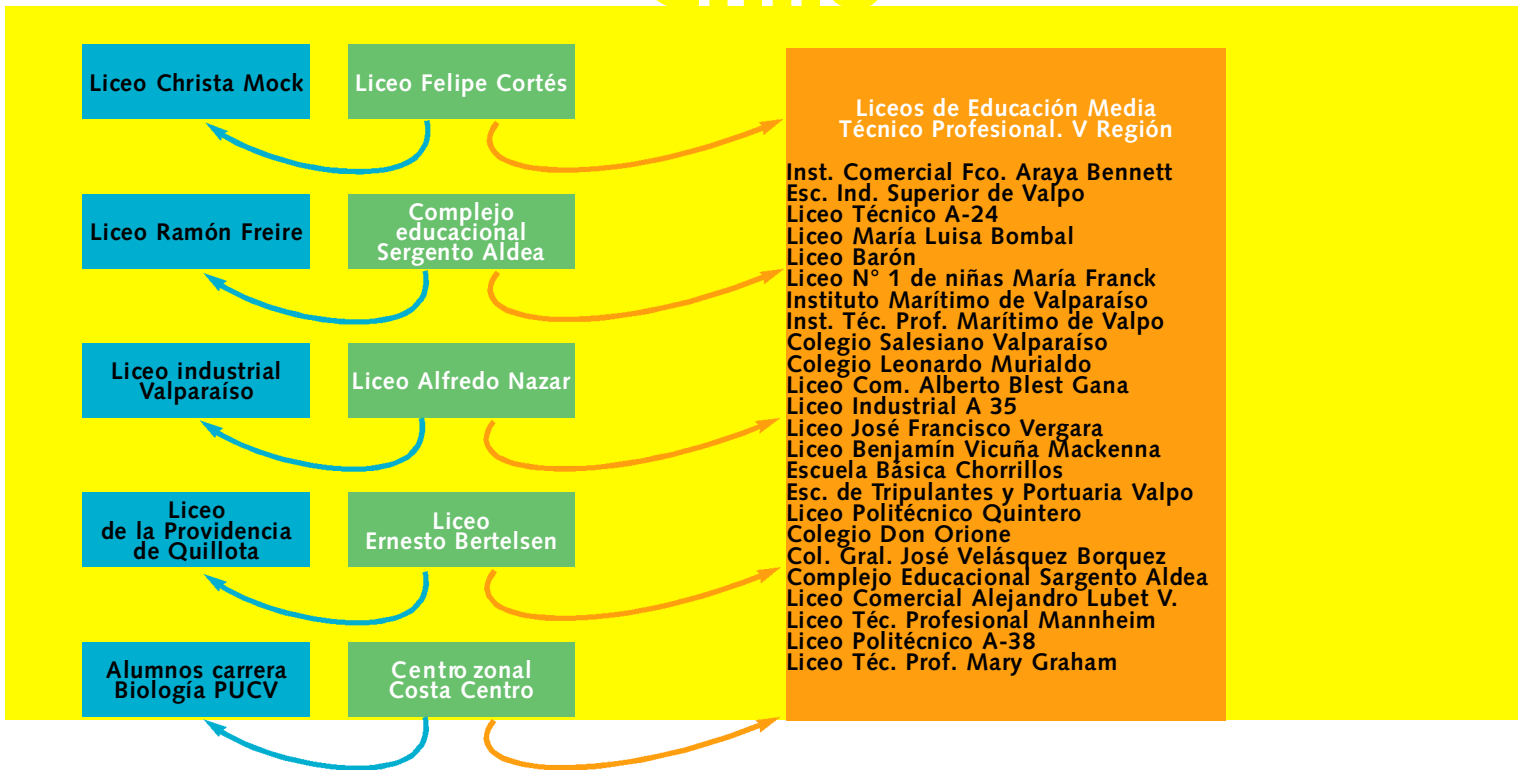 Liceo Christa Mock
Liceo Felipe Cortés
Liceo Ramón Freire
Complejo
educacional
Sergento Aldea
Liceo industrial
Valparaíso
Liceo Alfredo Nazar
Liceo
de la Providencia
de Quillota
Liceo
Ernesto Bertelsen
Alumnos carrera
Biología PUCV
Centro zonal
Costa Centro
Liceos de Educación Media
Técnico Profesional. V Región
Inst. Comercial Fco. Araya Bennett
Esc. Ind. Superior de Valpo
Liceo Técnico A-24
Liceo María Luisa Bombal
Liceo Barón
Liceo N° 1 de niñas María Franck
Instituto Marítimo de Valparaíso
Inst. Téc. Prof. Marítimo de Valpo
Colegio Salesiano Valparaíso
Colegio Leonardo Murialdo
Liceo Com. Alberto Blest Gana
Liceo Industrial A 35
Liceo José Francisco Vergara
Liceo Benjamín Vicuña Mackenna
Escuela Básica Chorrillos
Esc. de Tripulantes y Portuaria Valpo
Liceo Politécnico Quintero
Colegio Don Orione
Col. Gral. José Velásquez Borquez
Complejo Educacional Sargento Aldea
Liceo Comercial Alejandro Lubet V.
Liceo Téc. Profesional Mannheim
Liceo Politécnico A-38
Liceo Téc. Prof. Mary Graham